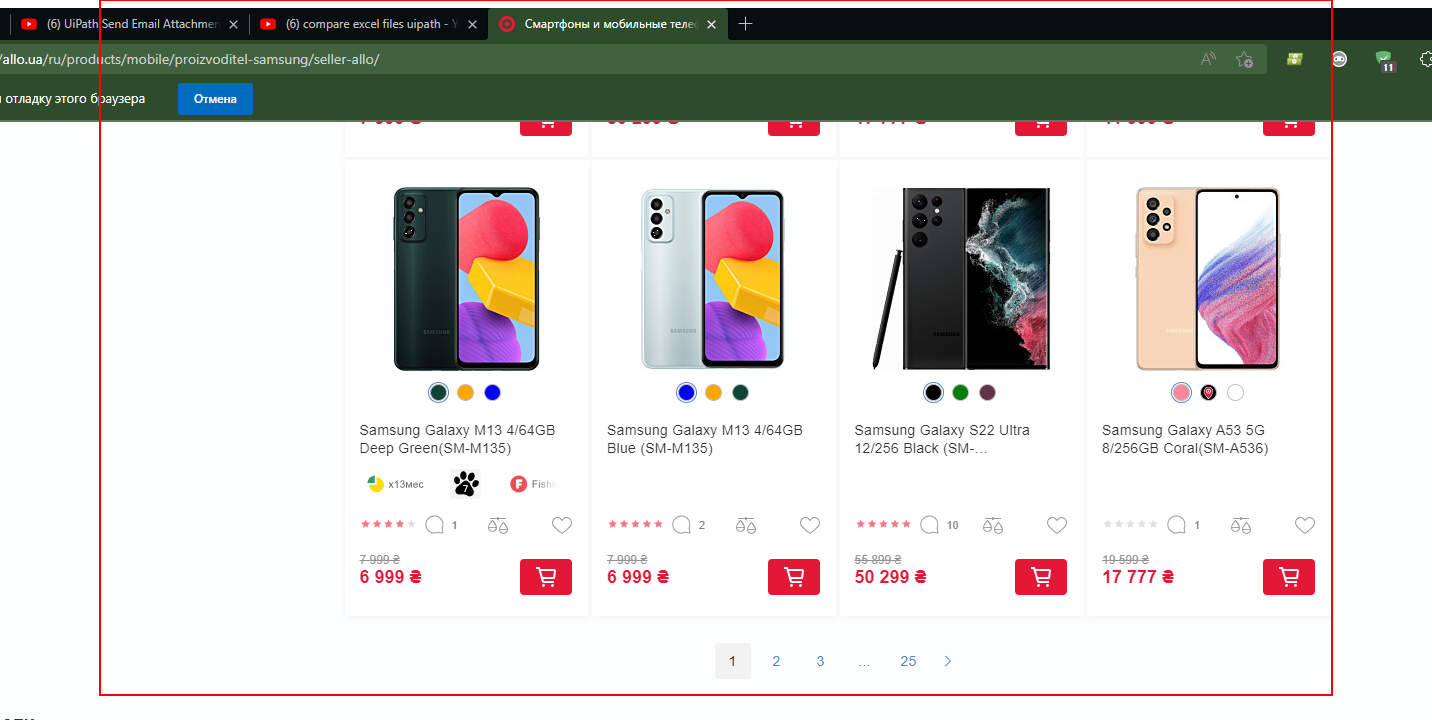 (6) UiPath Send Email Attachmen
(6) compare excel files uipath - Y
Смартфоны и мобильные теле
/allo.ua/ru/products/mobile/proizvoditel-samsung/seller-allo/
11
отладку этого браузера
Отмена
Samsung Galaxy M13 4/64GB
Deep Green(SM-M135)
Samsung Galaxy M13 4/64GB
Blue (SM-M135)
Samsung Galaxy S22 Ultra
12/256 Black (SM-...
Samsung Galaxy A53 5G
8/256GB Coral(SM-A536)
x13мес
7
F
Fishk
1
2
10
1
7 999 ₴
6 999 ₴
7 999 ₴
6 999 ₴
55 899 ₴
50 299 ₴
19 599 ₴
17 777 ₴
1 2 3 ... 25